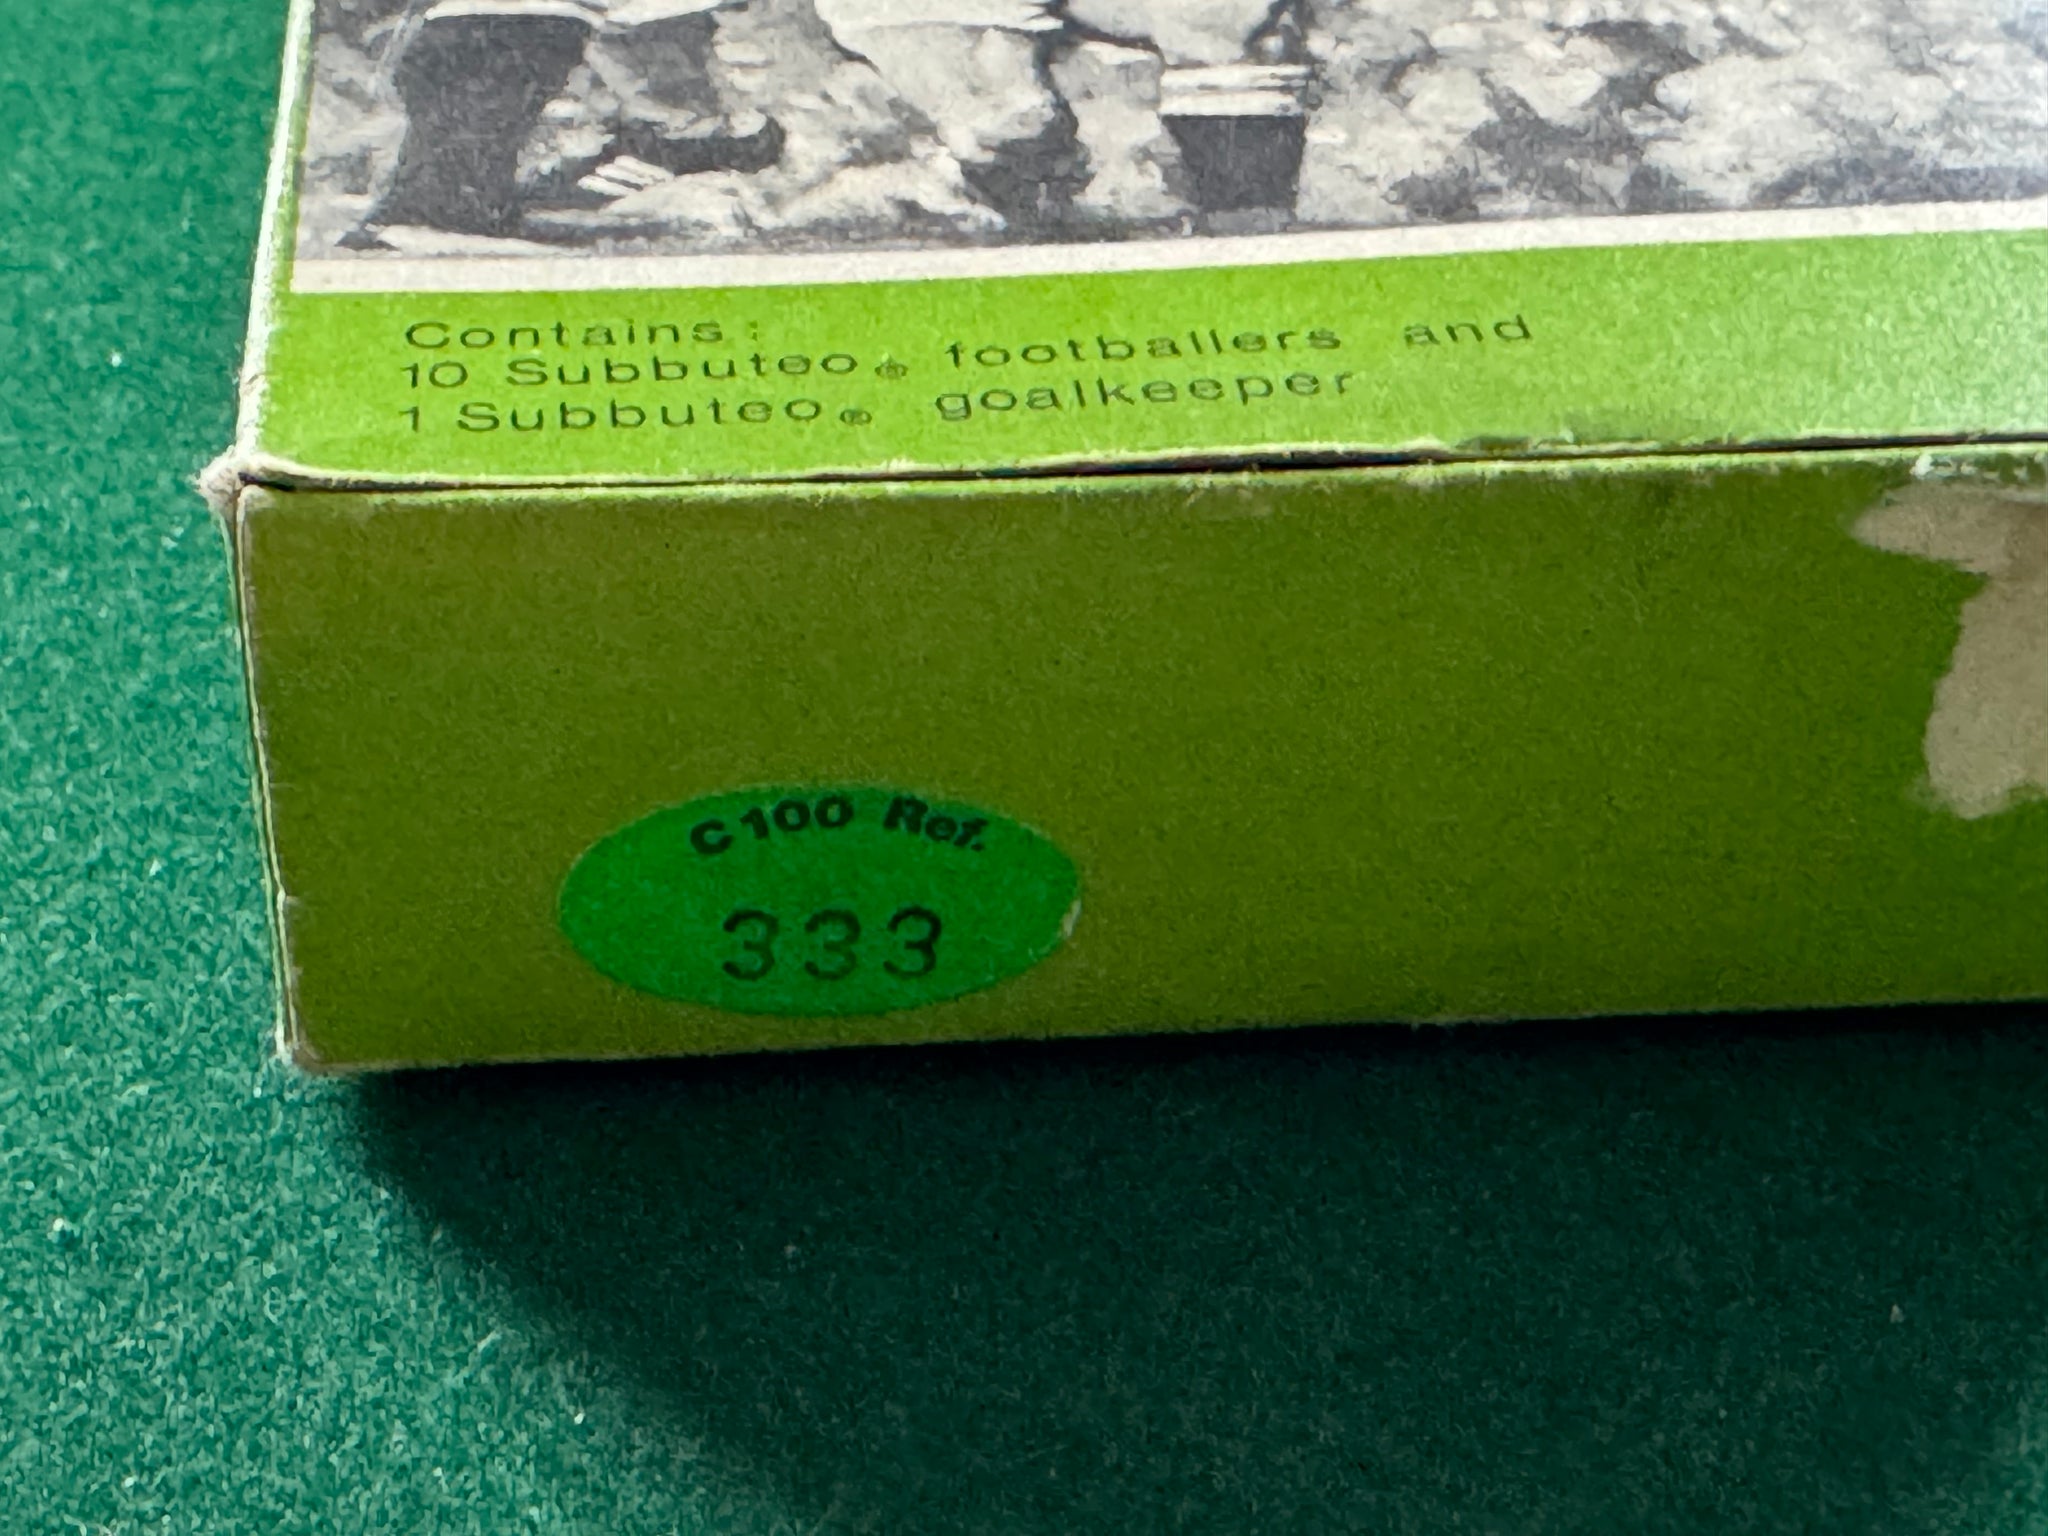 Contains:
10 Subbuteo® footballers and
1 Subbuteo® goalkeeper
C100 Ref.
333